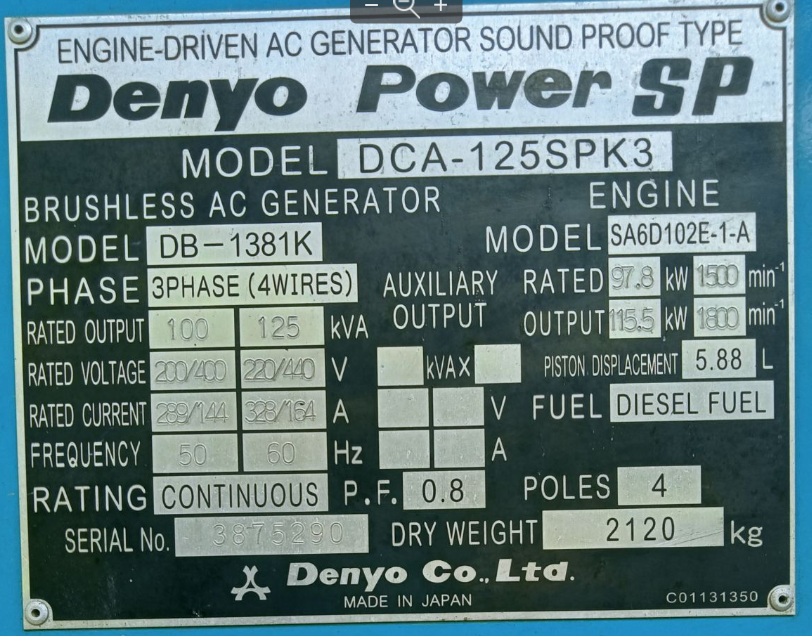 ENGINE-DRIVEN AC GENERATOR SOUND PROOF TYPE
Denyo Power SP
MODEL DCA-125SPK3
BRUSHLESS AC GENERATOR
MODEL DB-1381K
PHASE 3PHASE (4WIRES)
RATED OUTPUT 100 125 kVA
RATED VOLTAGE 200/400 220/440 V
RATED CURRENT 289/144 328/164 A
FREQUENCY 50 60 Hz
RATING CONTINUOUS P.F. 0.8
AUXILIARY
OUTPUT
kVAX
V
A
ENGINE
MODEL SA6D102E-1-A
RATED 97.8 kW 1500 min⁻¹
OUTPUT 115.5 kW 1800 min⁻¹
PISTON DISPLACEMENT 5.88 L
FUEL DIESEL FUEL
POLES 4
SERIAL No. 3875290 DRY WEIGHT 2120 kg
Denyo Co., Ltd.
MADE IN JAPAN
C01131350